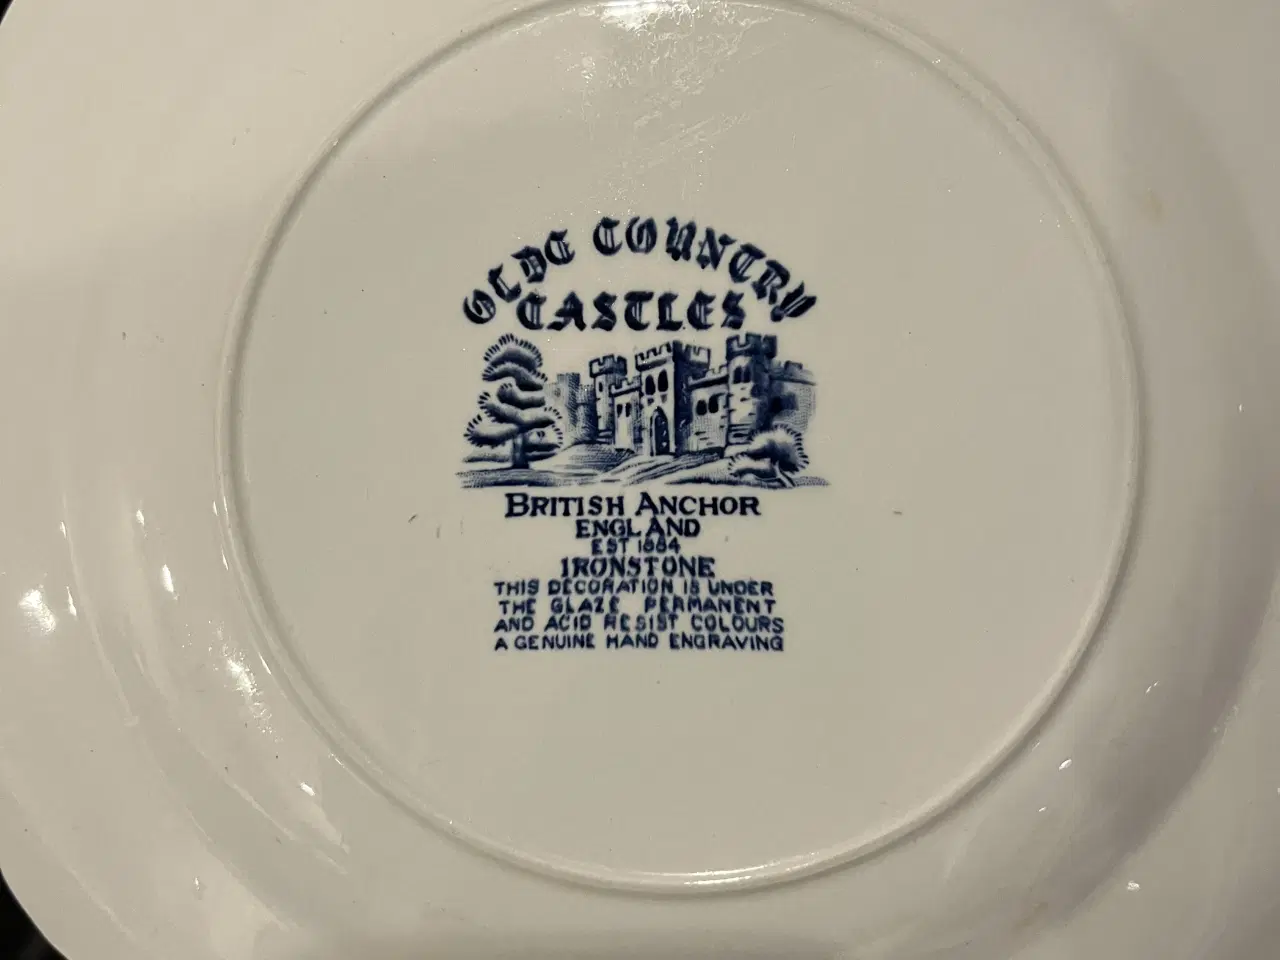 OLDE COUNTRY
CASTLES
BRITISH ANCHOR
ENGLAND
EST 1884
IRONSTONE
THIS DECORATION IS UNDER
THE GLAZE PERMANENT
AND ACID RESIST COLOURS
A GENUINE HAND ENGRAVING